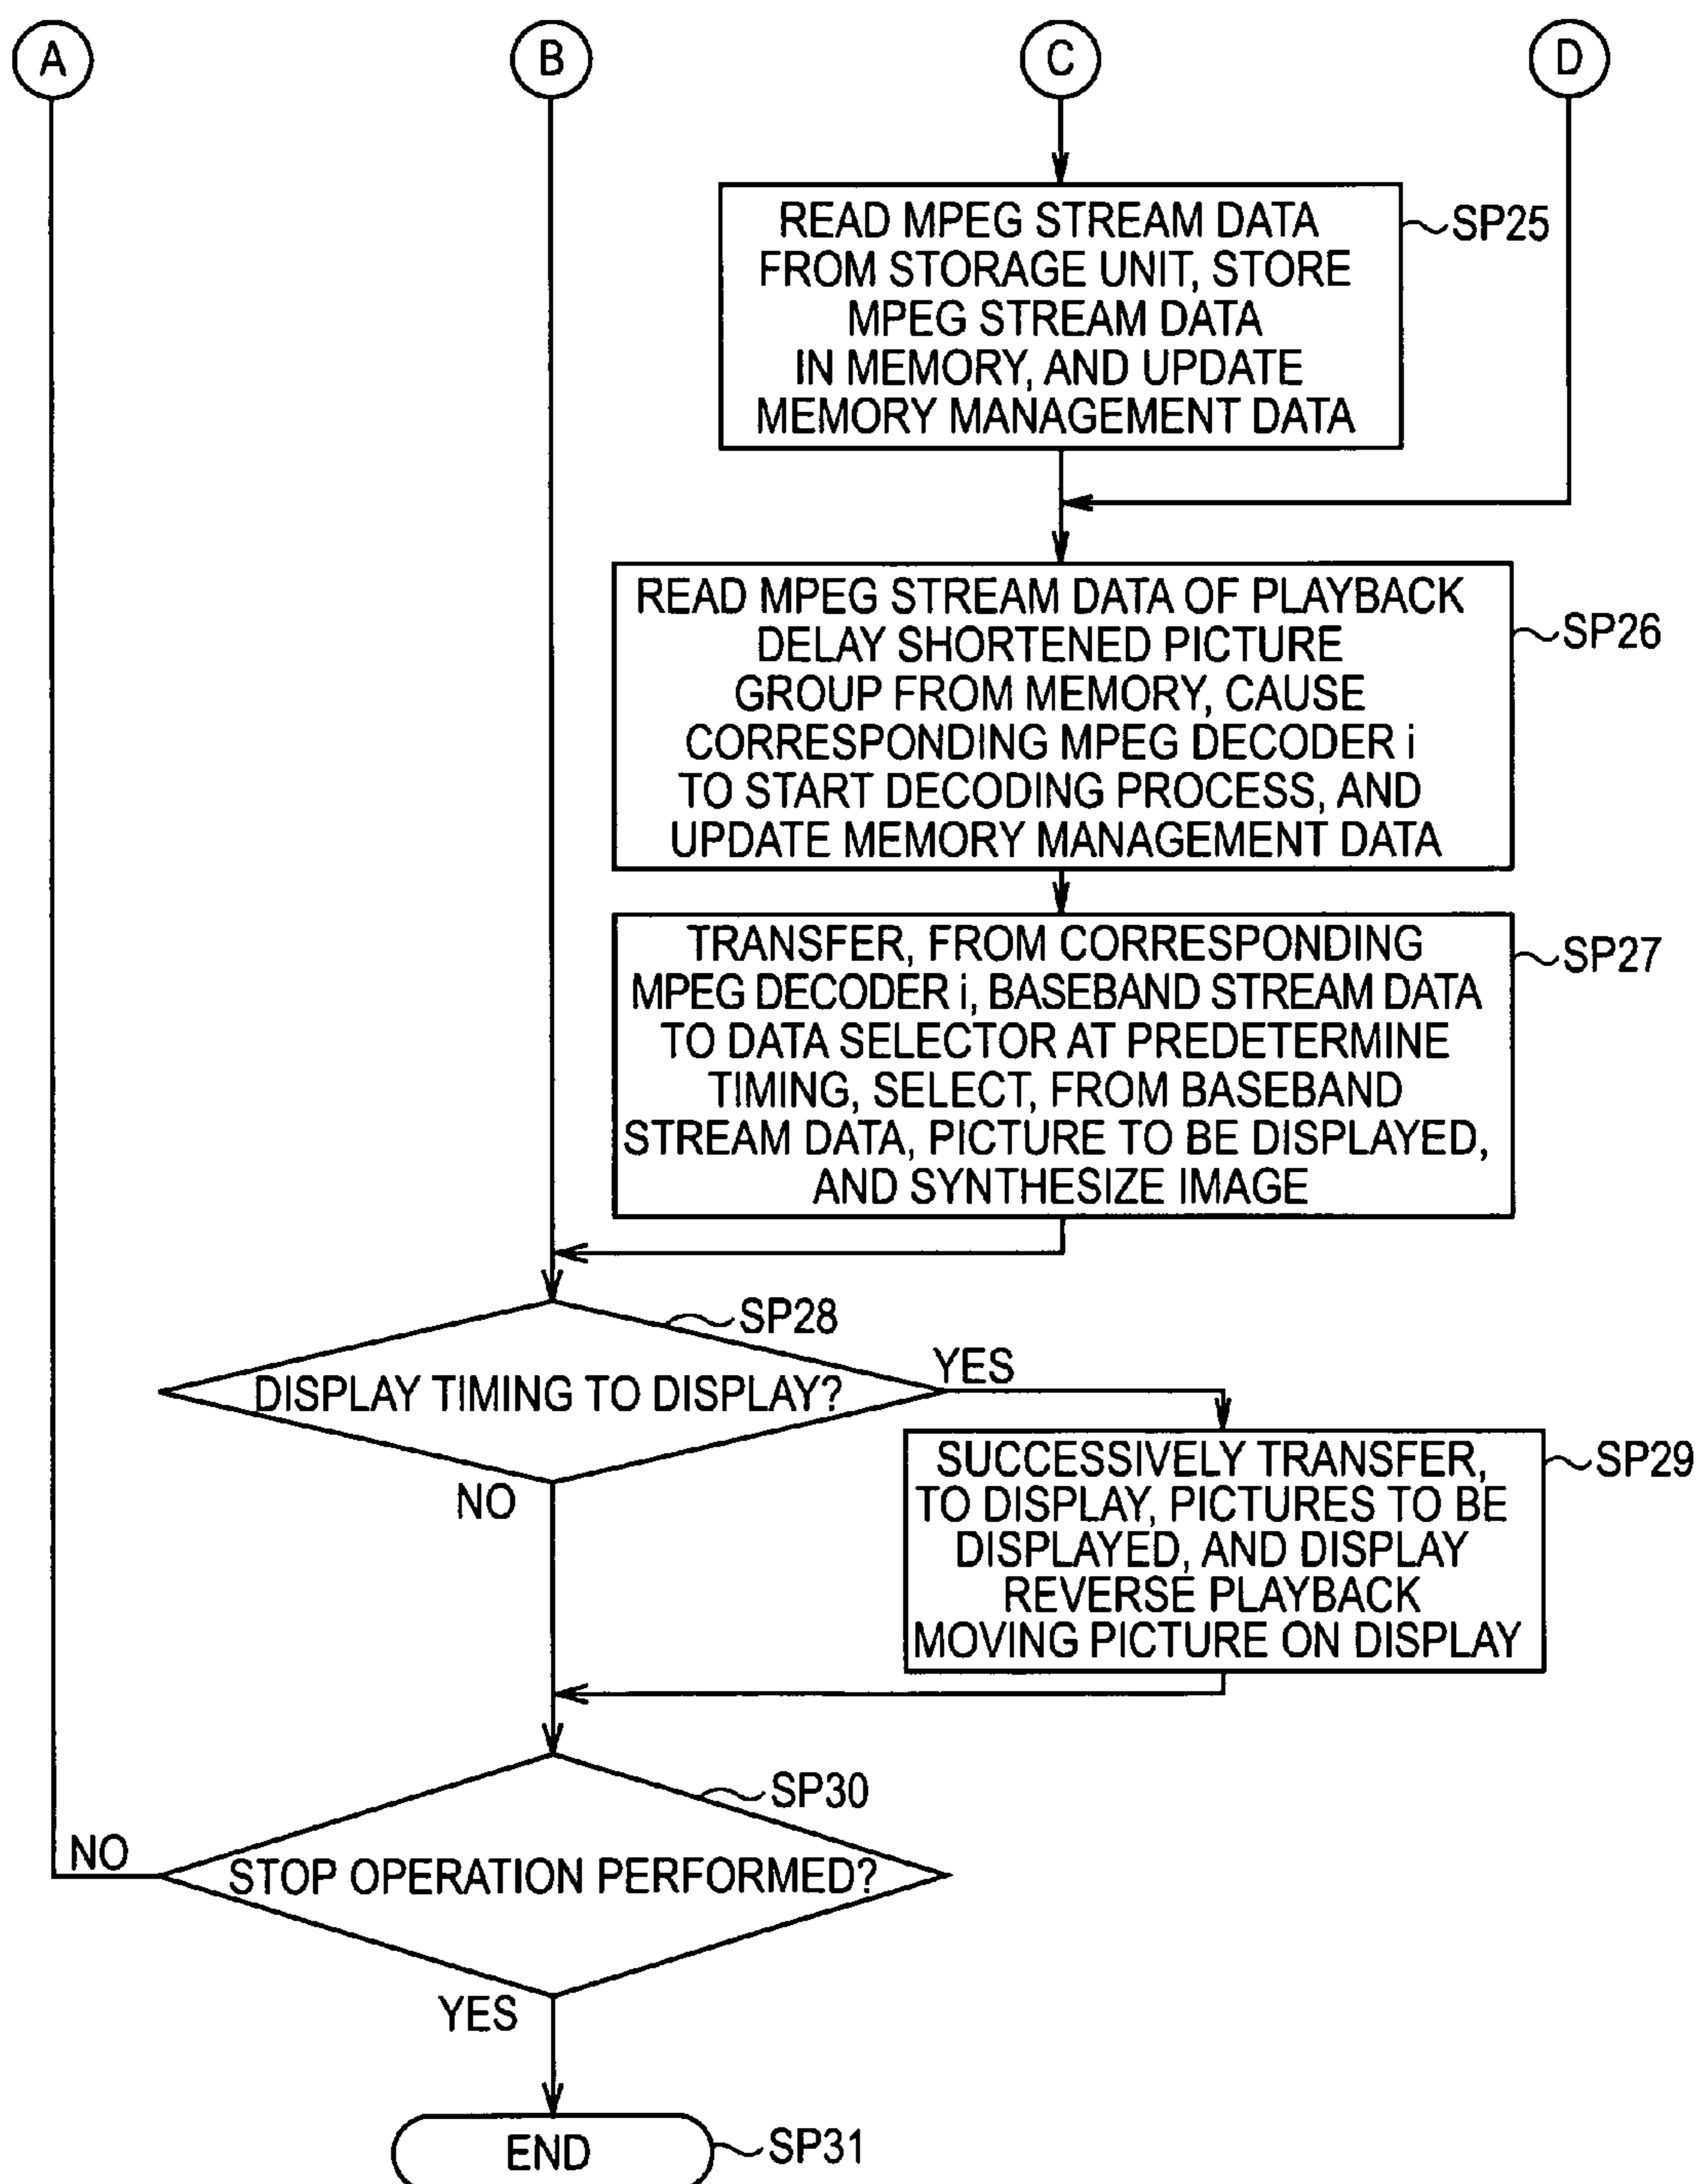 A
B
C
D
READ MPEG STREAM DATA
FROM STORAGE UNIT, STORE
MPEG STREAM DATA
IN MEMORY, AND UPDATE
MEMORY MANAGEMENT DATA
SP25
READ MPEG STREAM DATA OF PLAYBACK
DELAY SHORTENED PICTURE
GROUP FROM MEMORY, CAUSE
CORRESPONDING MPEG DECODER i
TO START DECODING PROCESS, AND
UPDATE MEMORY MANAGEMENT DATA
SP26
TRANSFER, FROM CORRESPONDING
MPEG DECODER i, BASEBAND STREAM DATA
TO DATA SELECTOR AT PREDETERMINE
TIMING, SELECT, FROM BASEBAND
STREAM DATA, PICTURE TO BE DISPLAYED,
AND SYNTHESIZE IMAGE
SP27
SP28
DISPLAY TIMING TO DISPLAY?
YES
NO
SUCCESSIVELY TRANSFER,
TO DISPLAY, PICTURES TO BE
DISPLAYED, AND DISPLAY
REVERSE PLAYBACK
MOVING PICTURE ON DISPLAY
SP29
SP30
STOP OPERATION PERFORMED?
NO
YES
END
SP31